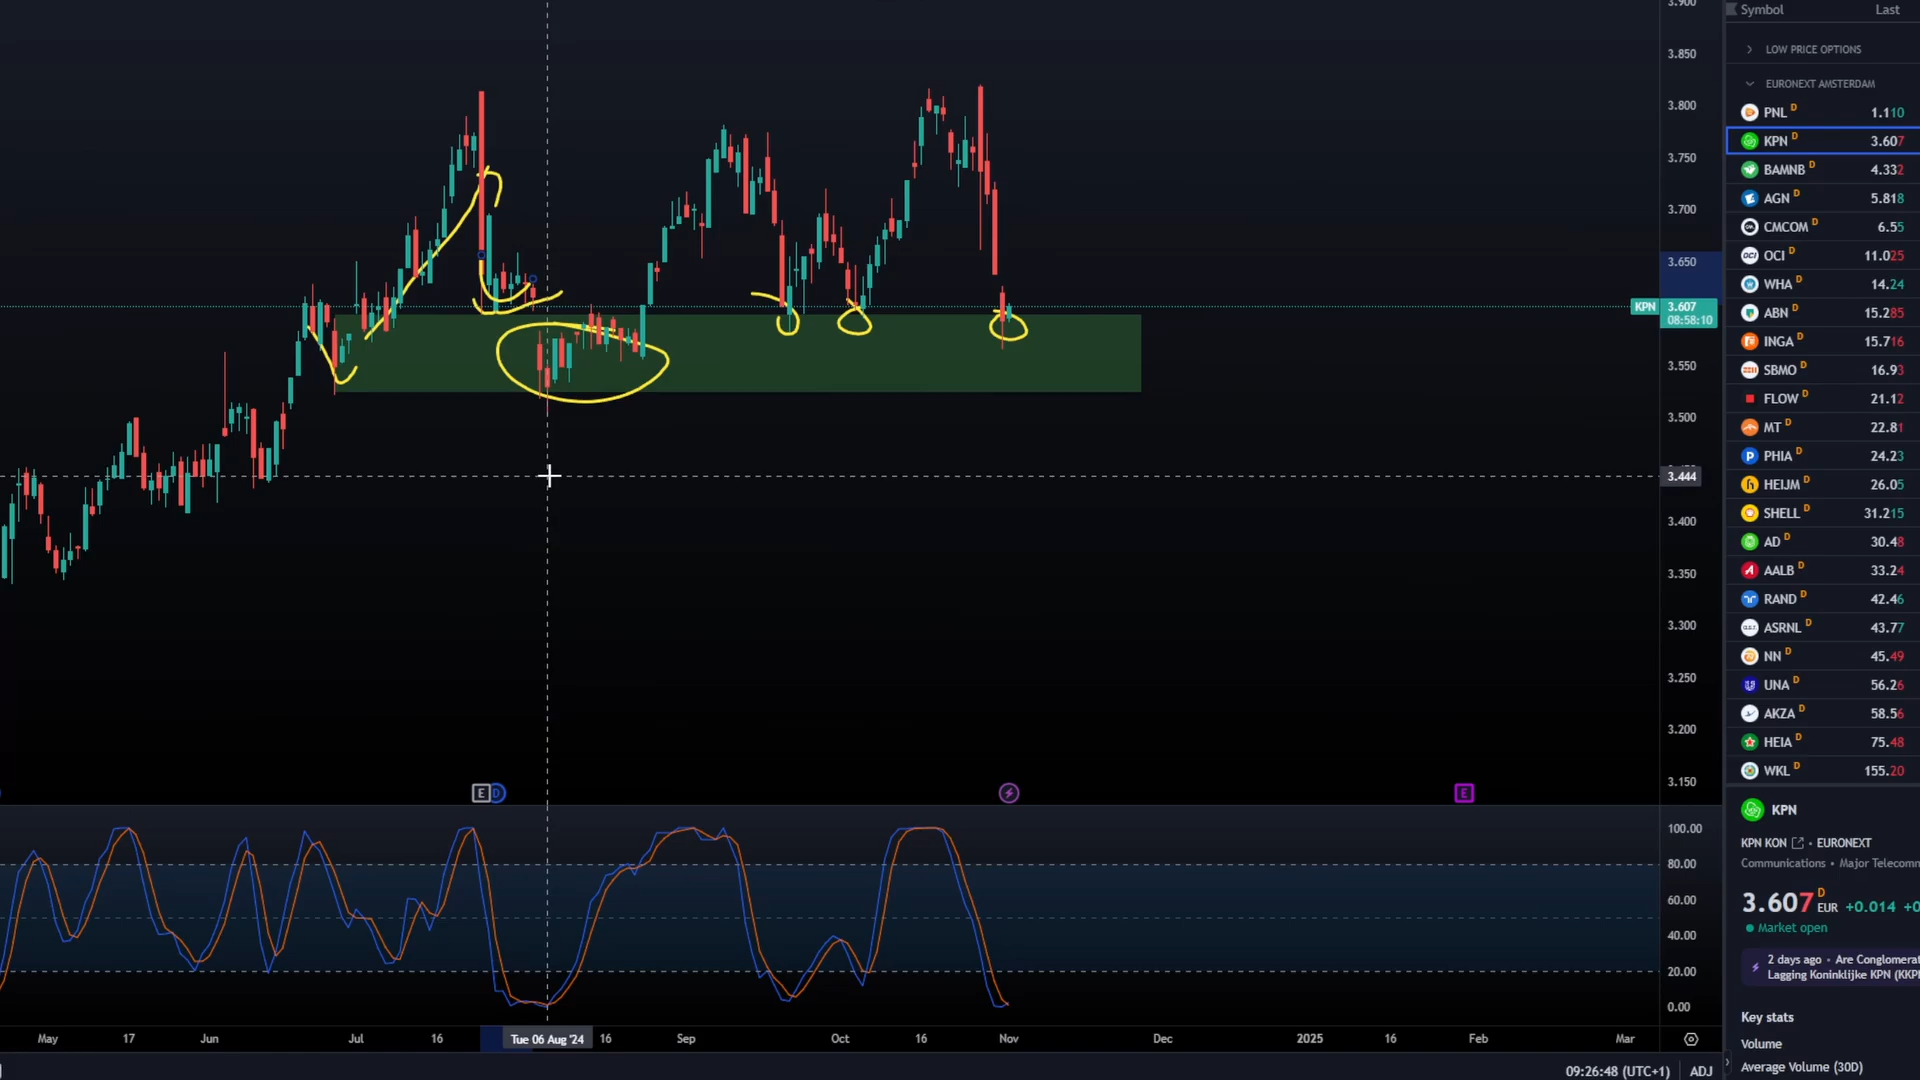 3.900
3.850
3.800
3.750
3.700
3.650
KPN 3.607
08:58:10
3.550
3.500
3.444
3.400
3.350
3.300
3.250
3.200
3.150
E D
E
100.00
80.00
60.00
40.00
20.00
0.00
May 17 Jun Jul 16 Tue 06 Aug '24 16 Sep Oct 16 Nov Dec 2025 16 Feb Mar
09:26:48 (UTC+1) ADJ
Symbol Last
LOW PRICE OPTIONS
EURONEXT AMSTERDAM
PNL D 1.110
KPN D 3.607
BAMNB D 4.332
AGN D 5.818
CMCOM D 6.55
OCI D 11.025
WHA D 14.24
ABN D 15.285
INGA D 15.716
SBMO D 16.93
FLOW D 21.12
MT D 22.81
PHIA D 24.23
HEIJM D 26.05
SHELL D 31.215
AD D 30.48
AALB D 33.24
RAND D 42.46
ASRNL D 43.77
NN D 45.49
UNA D 56.26
AKZA D 58.56
HEIA D 75.48
WKL D 155.20
KPN
KPN KON • EURONEXT
Communications • Major Telecomm
3.607 D EUR +0.014 +0
Market open
2 days ago • Are Conglomerat
Lagging Koninklijke KPN (KKPN
Key stats
Volume
Average Volume (30D)